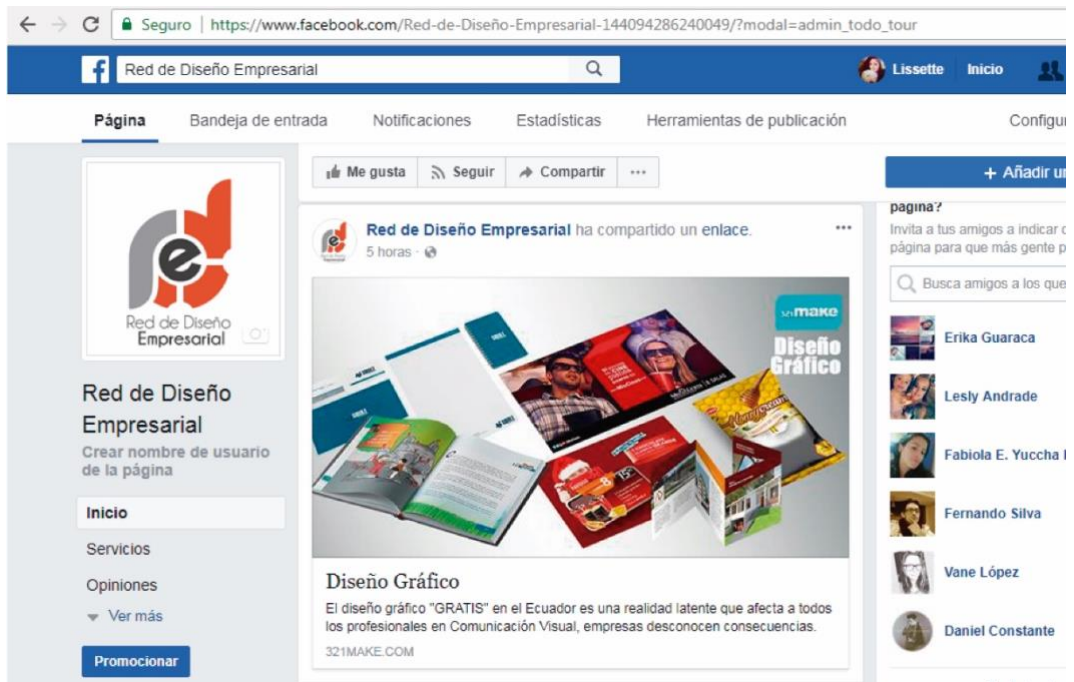 Seguro | https://www.facebook.com/Red-de-Diseño-Empresarial-144094286240049/?modal=admin_todo_tour
Red de Diseño Empresarial
Lissette Inicio
Página Bandeja de entrada Notificaciones Estadísticas Herramientas de publicación Configur
Me gusta Seguir Compartir ...
+ Añadir un
Red de Diseño
Empresarial
Red de Diseño
Empresarial
Crear nombre de usuario
de la página
Inicio
Servicios
Opiniones
Ver más
Promocionar
Red de Diseño Empresarial ha compartido un enlace.
5 horas ·
321make
Diseño
Gráfico
Diseño Gráfico
El diseño gráfico "GRATIS" en el Ecuador es una realidad latente que afecta a todos
los profesionales en Comunicación Visual, empresas desconocen consecuencias.
321MAKE.COM
página?
Invita a tus amigos a indicar
página para que más gente p
Busca amigos a los que
Erika Guaraca
Lesly Andrade
Fabiola E. Yuccha
Fernando Silva
Vane López
Daniel Constante